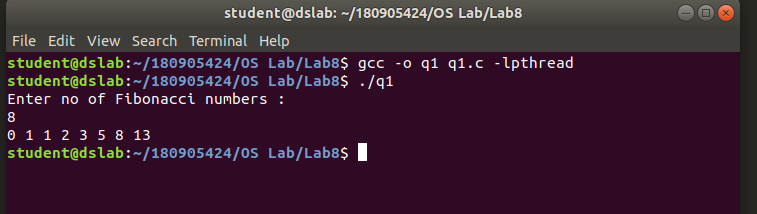 student@dslab: ~/180905424/OS Lab/Lab8
File Edit View Search Terminal Help
student@dslab:~/180905424/OS Lab/Lab8$ gcc -o q1 q1.c -lpthread
student@dslab:~/180905424/OS Lab/Lab8$ ./q1
Enter no of Fibonacci numbers :
8
0 1 1 2 3 5 8 13
student@dslab:~/180905424/OS Lab/Lab8$